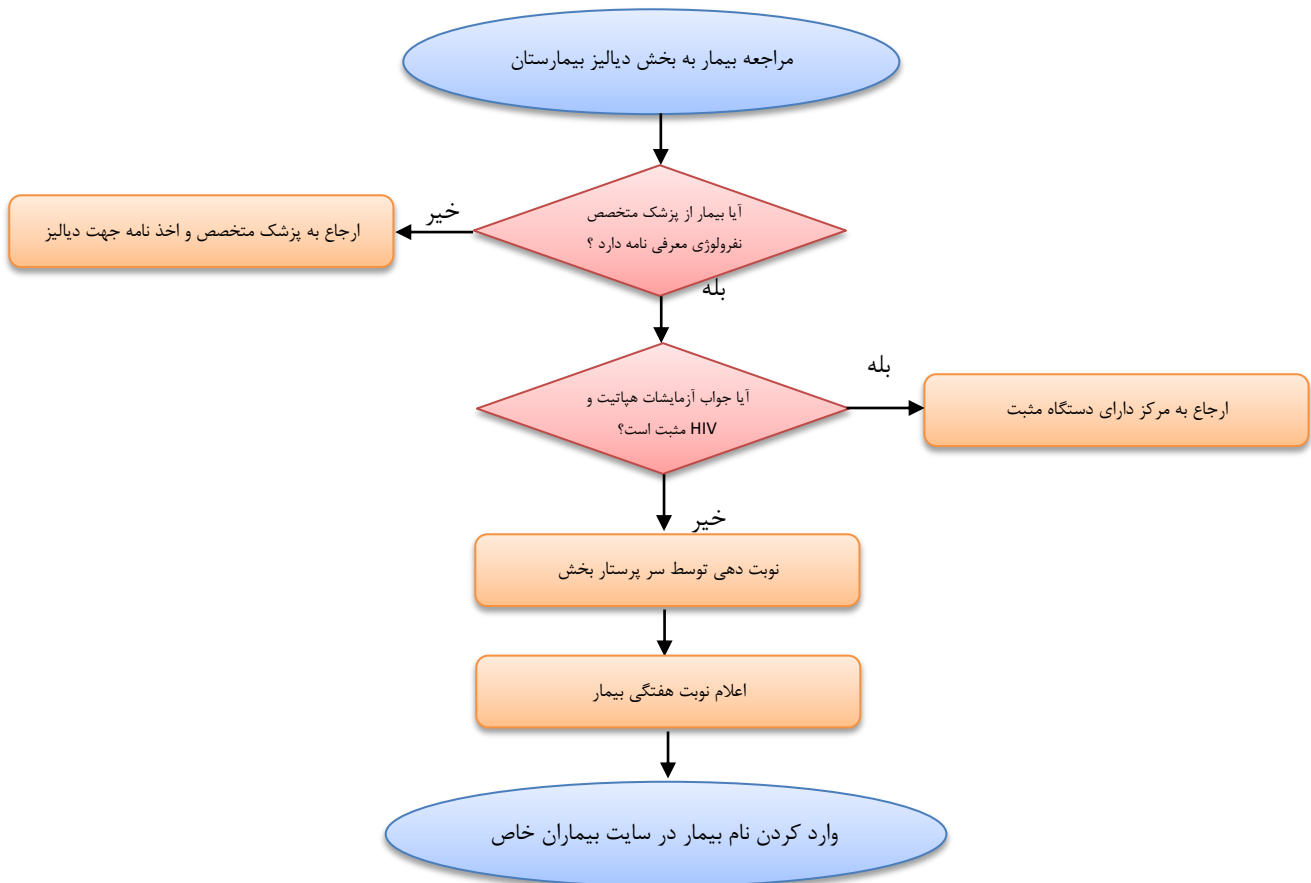 مراجعه بیمار به بخش دیالیز بیمارستان
آیا بیمار از پزشک متخصص
نفرولوژی معرفی نامه دارد ؟
خیر
ارجاع به پزشک متخصص و اخذ نامه جهت دیالیز
بله
آیا جواب آزمایشات هپاتیت و
HIV مثبت است؟
بله
ارجاع به مرکز دارای دستگاه مثبت
خیر
نوبت دهی توسط سر پرستار بخش
اعلام نوبت هفتگی بیمار
وارد کردن نام بیمار در سایت بیماران خاص